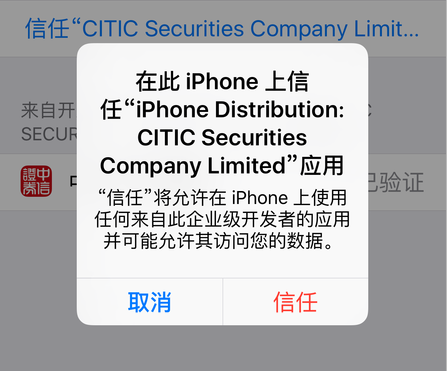 信任“CITIC Securities Company Limit...
在此 iPhone 上信
任“iPhone Distribution:
CITIC Securities
Company Limited”应用
“信任”将允许在 iPhone 上使用
任何来自此企业级开发者的应用
并可能允许其访问您的数据。
来自开
C
SECUR
中信
證券
已验证
取消
信任